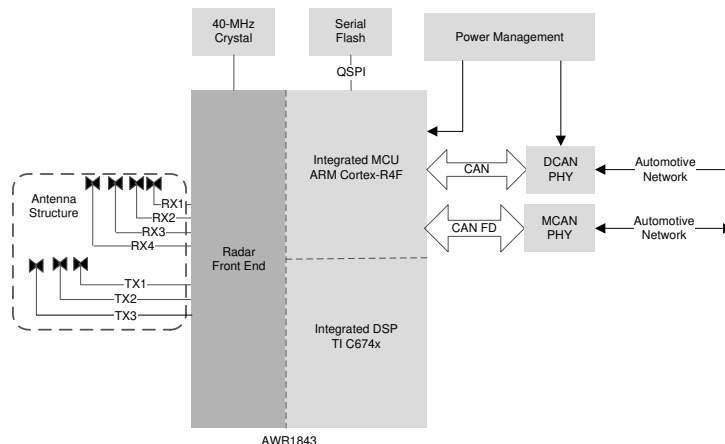 40-MHz
Crystal
Serial
Flash
Power Management
QSPI
Integrated MCU
ARM Cortex-R4F
CAN
DCAN
PHY
Automotive
Network
Antenna
Structure
RX1
RX2
RX3
RX4
CAN FD
MCAN
PHY
Automotive
Network
Radar
Front End
TX1
TX2
TX3
Integrated DSP
TI C674x
AWR1843